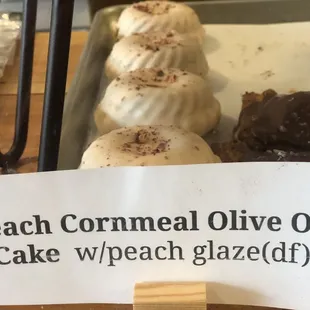 each Cornmeal Olive O
Cake w/peach glaze(df)